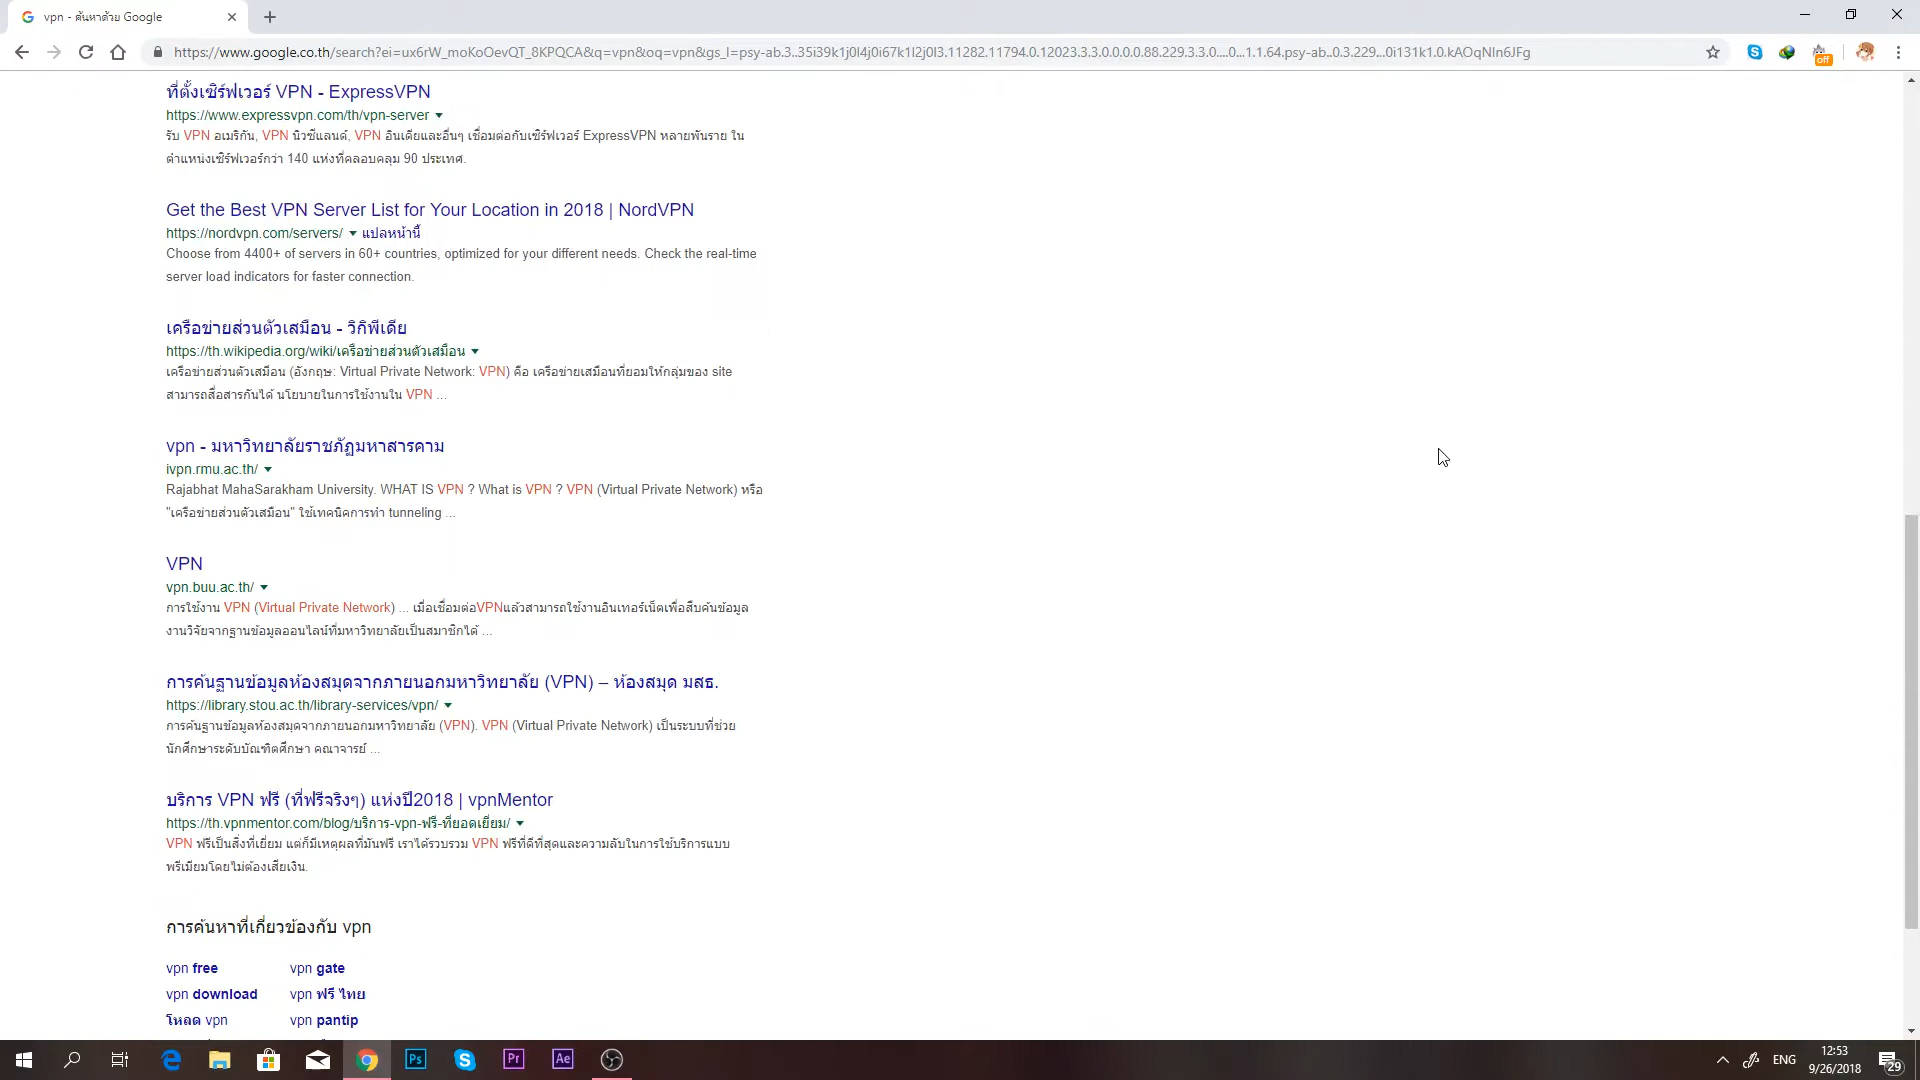 vpn - ค้นหาด้วย Google
https://www.google.co.th/search?ei=ux6rW_moKoOevQT_8KPQCA&q=vpn&oq=vpn&gs_l=psy-ab.3..35i39k1j0l4j0i67k1l2j0l3.11282.11794.0.12023.3.3.0.0.0.0.88.229.3.3.0....0...1.1.64.psy-ab..0.3.229...0i131k1.0.kAOqNIn6JFg
off
ที่ตั้งเซิร์ฟเวอร์ VPN - ExpressVPN
https://www.expressvpn.com/th/vpn-server
รับ VPN อเมริกัน, VPN นิวซีแลนด์, VPN อินเดียและอื่นๆ เชื่อมต่อกับเซิร์ฟเวอร์ ExpressVPN หลายพันราย ใน
ตำแหน่งเซิร์ฟเวอร์กว่า 140 แห่งที่คลอบคลุม 90 ประเทศ.
Get the Best VPN Server List for Your Location in 2018 | NordVPN
https://nordvpn.com/servers/ แปลหน้านี้
Choose from 4400+ of servers in 60+ countries, optimized for your different needs. Check the real-time
server load indicators for faster connection.
เครือข่ายส่วนตัวเสมือน - วิกิพีเดีย
https://th.wikipedia.org/wiki/เครือข่ายส่วนตัวเสมือน
เครือข่ายส่วนตัวเสมือน (อังกฤษ: Virtual Private Network: VPN) คือ เครือข่ายเสมือนที่ยอมให้กลุ่มของ site
สามารถสื่อสารกันได้ นโยบายในการใช้งานใน VPN ...
vpn - มหาวิทยาลัยราชภัฏมหาสารคาม
ivpn.rmu.ac.th/
Rajabhat MahaSarakham University. WHAT IS VPN ? What is VPN ? VPN (Virtual Private Network) หรือ
"เครือข่ายส่วนตัวเสมือน" ใช้เทคนิคการทำ tunneling ...
VPN
vpn.buu.ac.th/
การใช้งาน VPN (Virtual Private Network) ... เมื่อเชื่อมต่อVPNแล้วสามารถใช้งานอินเทอร์เน็ตเพื่อสืบค้นข้อมูล
งานวิจัยจากฐานข้อมูลออนไลน์ที่มหาวิทยาลัยเป็นสมาชิกได้ ...
การค้นฐานข้อมูลห้องสมุดจากภายนอกมหาวิทยาลัย (VPN) – ห้องสมุด มสธ.
https://library.stou.ac.th/library-services/vpn/
การค้นฐานข้อมูลห้องสมุดจากภายนอกมหาวิทยาลัย (VPN). VPN (Virtual Private Network) เป็นระบบที่ช่วย
นักศึกษาระดับบัณฑิตศึกษา คณาจารย์ ...
บริการ VPN ฟรี (ที่ฟรีจริงๆ) แห่งปี2018 | vpnMentor
https://th.vpnmentor.com/blog/บริการ-vpn-ฟรี-ที่ยอดเยี่ยม/
VPN ฟรีเป็นสิ่งที่เยี่ยม แต่ก็มีเหตุผลที่มันฟรี เราได้รวบรวม VPN ฟรีที่ดีที่สุดและความลับในการใช้บริการแบบ
พรีเมียมโดยไม่ต้องเสียเงิน.
การค้นหาที่เกี่ยวข้องกับ vpn
vpn free vpn gate
vpn download vpn ฟรี ไทย
โหลด vpn vpn pantip
Ps
Pr
Ae
ENG
12:53
9/26/2018
29